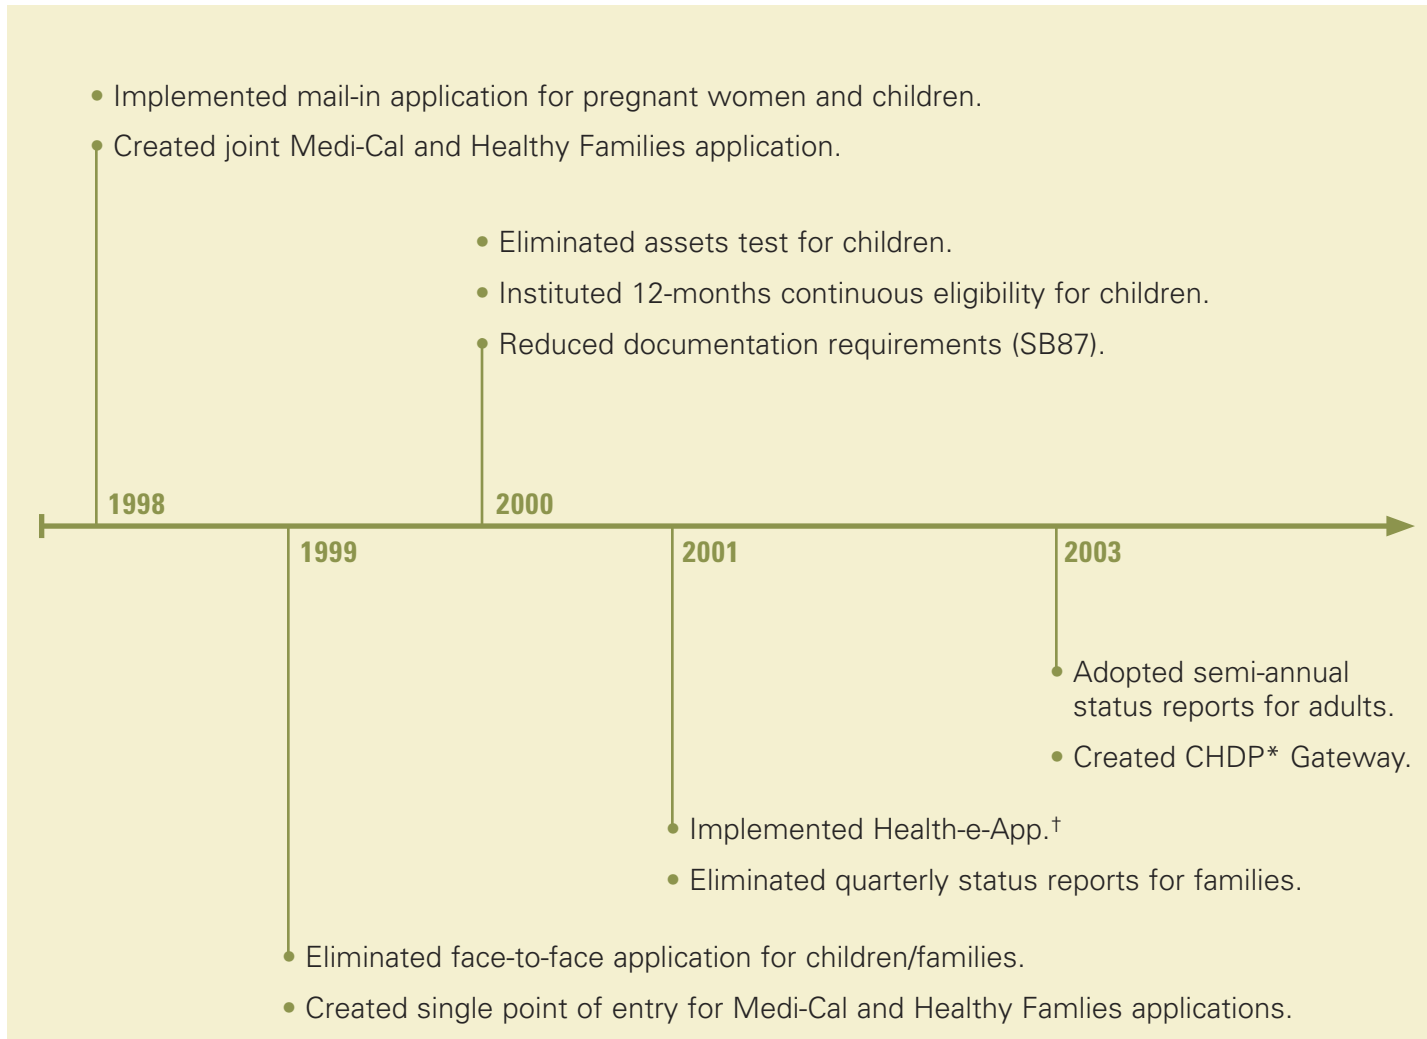 Implemented mail-in application for pregnant women and children.
Created joint Medi-Cal and Healthy Families application.
Eliminated assets test for children.
Instituted 12-months continuous eligibility for children.
Reduced documentation requirements (SB87).
1998
2000
1999
2001
2003
Adopted semi-annual
status reports for adults.
Created CHDP* Gateway.
Implemented Health-e-App.†
Eliminated quarterly status reports for families.
Eliminated face-to-face application for children/families.
Created single point of entry for Medi-Cal and Healthy Famlies applications.